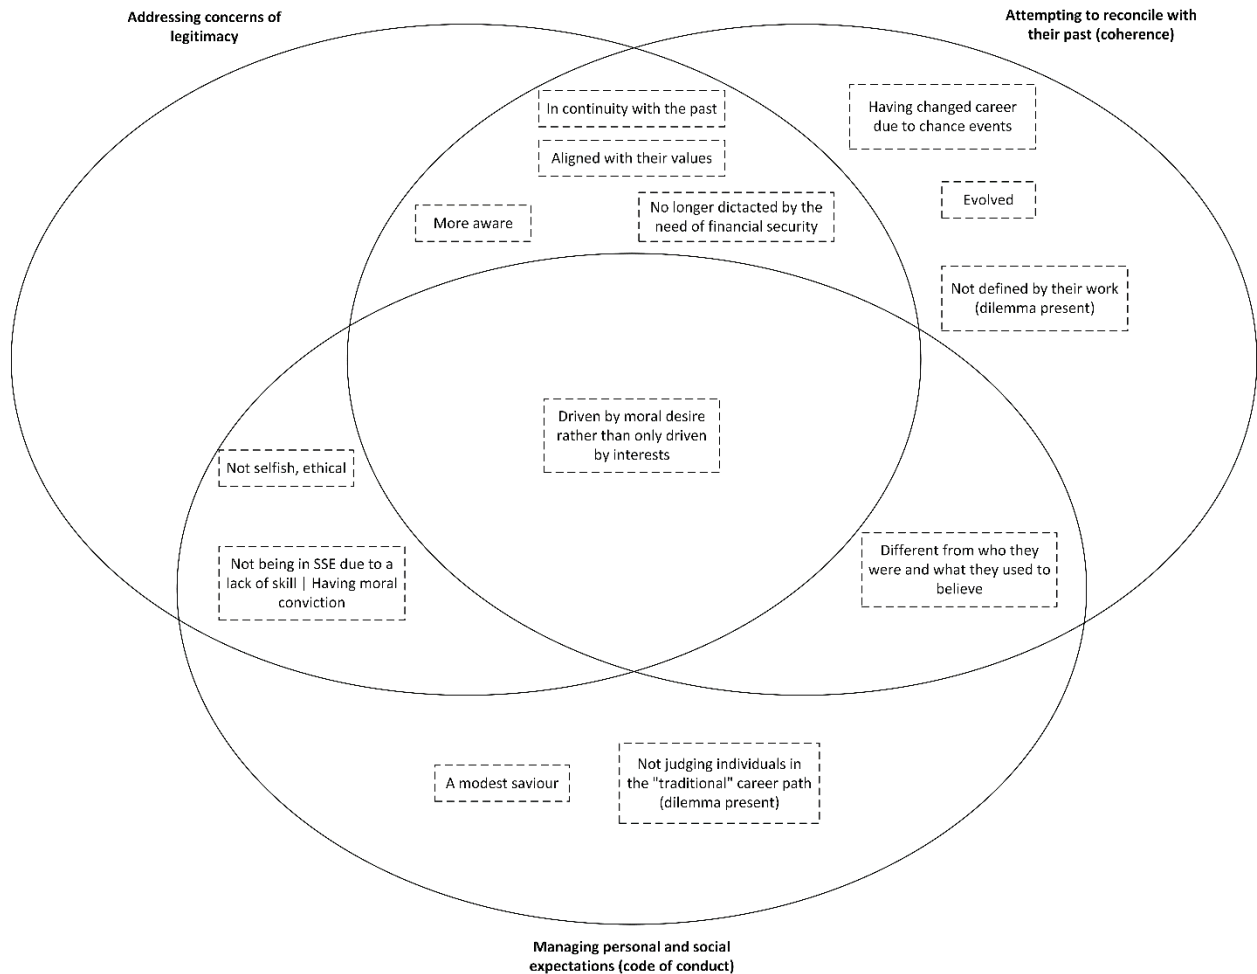 Addressing concerns of
legitimacy
Attempting to reconcile with
their past (coherence)
In continuity with the past
Having changed career
due to chance events
Aligned with their values
More aware
No longer dictacted by the
need of financial security
Evolved
Not defined by their work
(dilemma present)
Driven by moral desire
rather than only driven
by interests
Not selfish, ethical
Not being in SSE due to a
lack of skill | Having moral
conviction
Different from who they
were and what they used to
believe
A modest saviour
Not judging individuals in
the "traditional" career path
(dilemma present)
Managing personal and social
expectations (code of conduct)